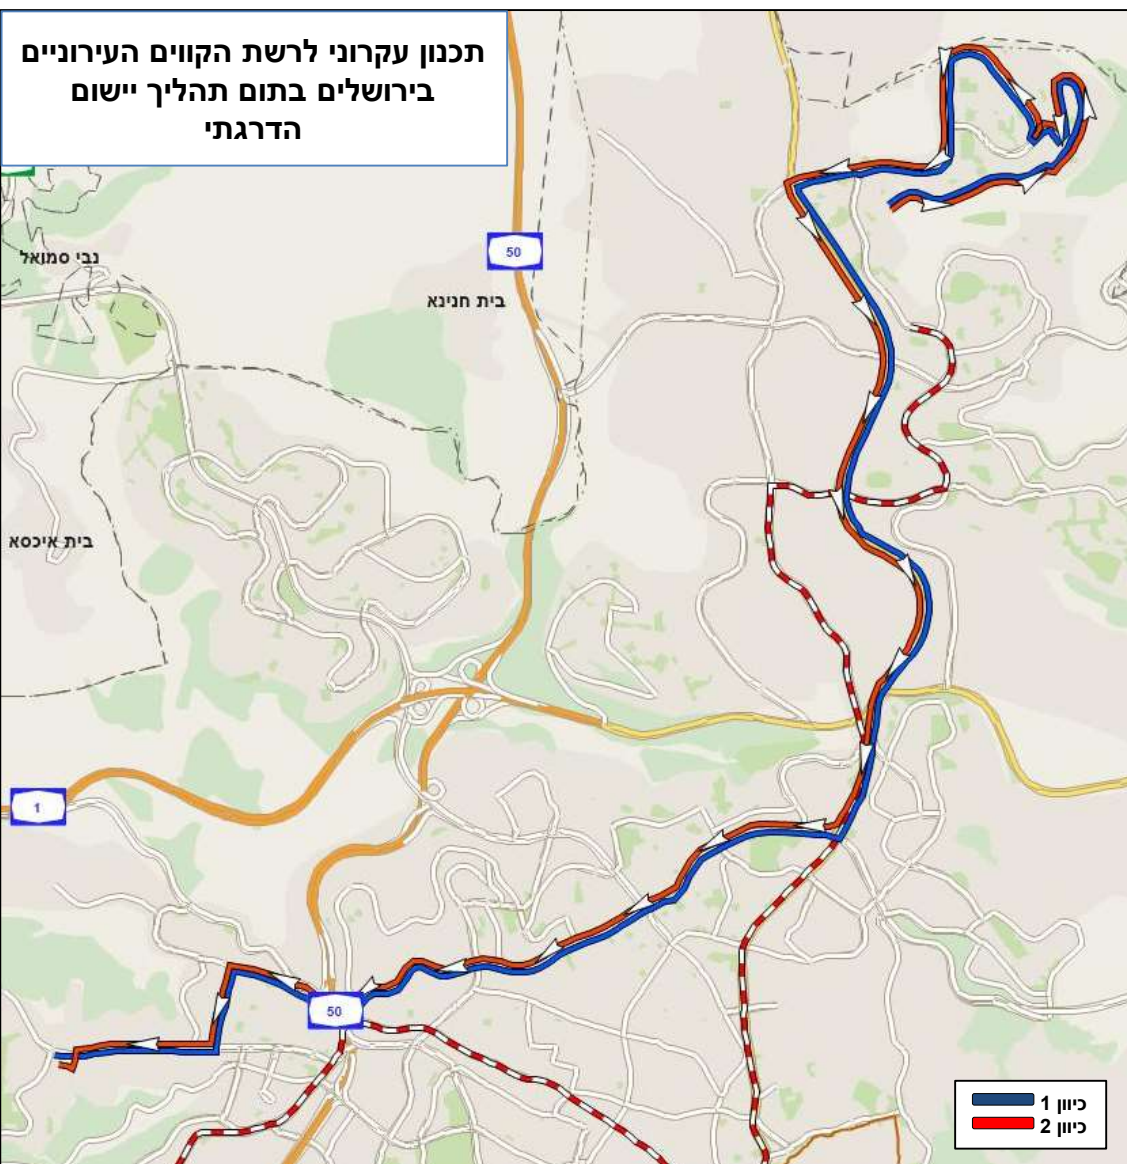 תכנון עקרוני לרשת הקווים העירוניים
בירושלים בתום תהליך יישום
הדרגתי
נבי סמואל
50
בית חנינא
בית איכסא
1
50
כיוון 1
כיוון 2